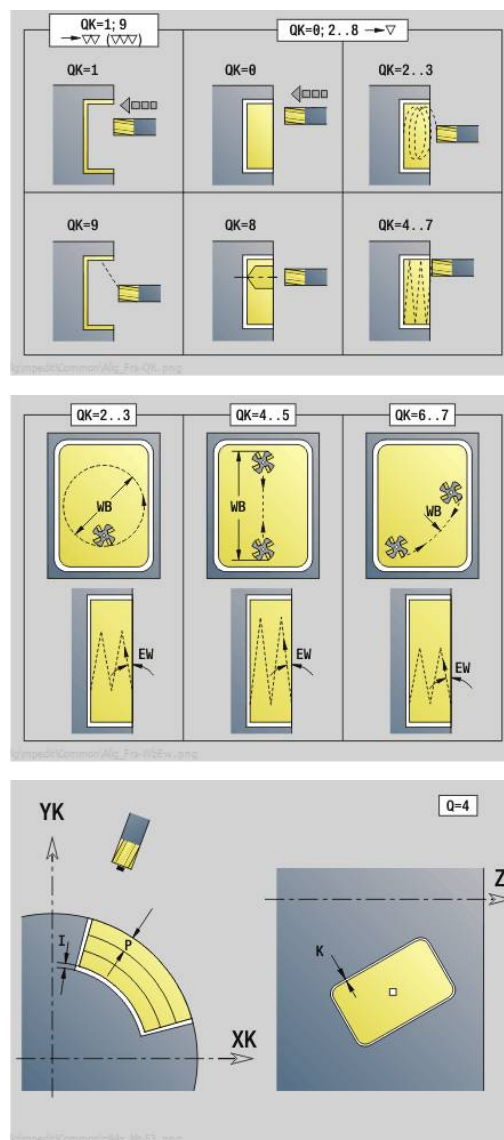 QK=1; 9
→▽▽ (▽▽▽)
QK=0; 2..8 →▽
QK=1
QK=0
QK=2..3
QK=9
QK=8
QK=4..7
QK=2..3
QK=4..5
QK=6..7
WB
WB
WB
EW
EW
EW
Q=4
YK
Z
I
P
K
XK